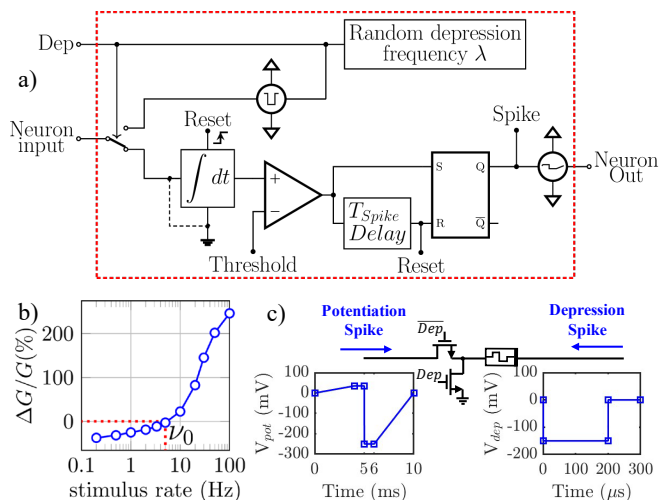 Dep
Random depression
frequency λ
a)
Neuron
input
Reset
∫ dt
+
−
Threshold
T_Spike
Delay
Reset
S
R
Q
Q̅
Spike
Neuron
Out
b)
ΔG/G(%)
200
100
0
ν₀
0.1
1
10
100
stimulus rate (Hz)
c)
Potentiation
Spike
D̅e̅p̅
Dep
Depression
Spike
V_pot (mV)
100
0
-100
-200
-300
0
5
6
10
Time (ms)
V_dep (mV)
100
0
-100
-200
0
100
200
300
Time (μs)